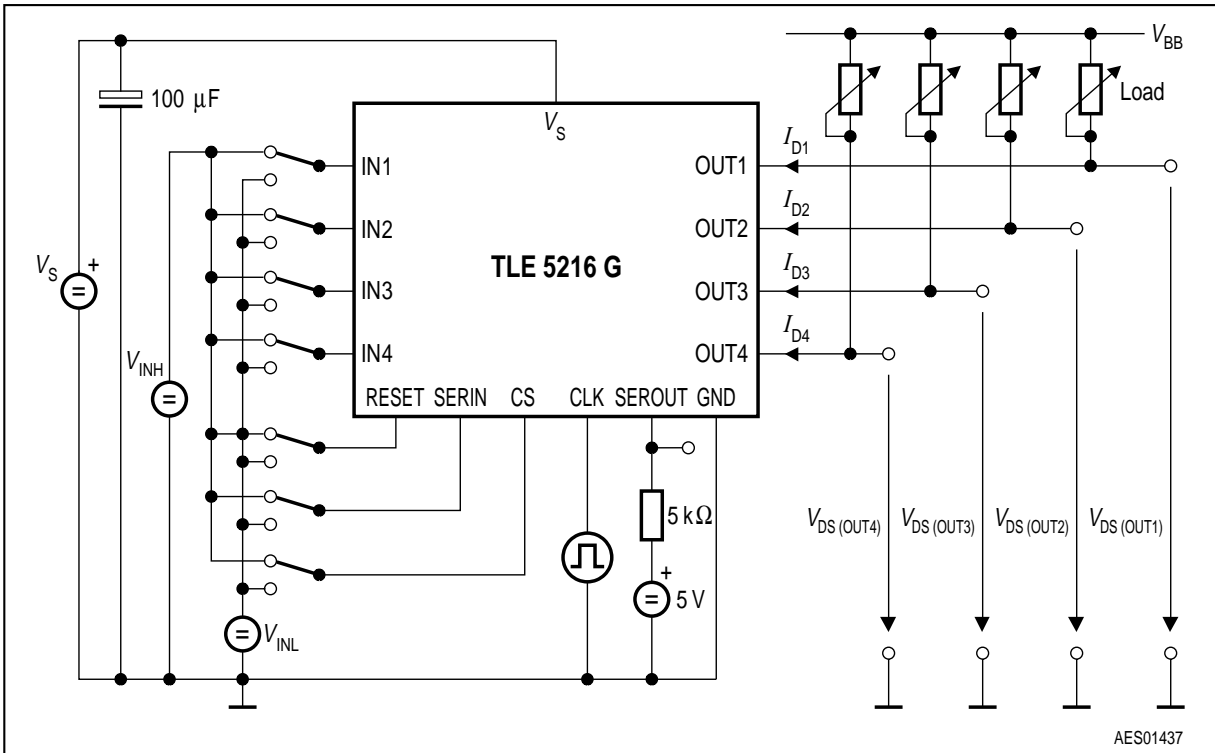 V_BB
100 µF
V_S
Load
I_D1
IN1
OUT1
I_D2
IN2
OUT2
V_S
+
TLE 5216 G
I_D3
IN3
OUT3
I_D4
V_INH
IN4
OUT4
RESET SERIN CS CLK SEROUT GND
5 kΩ
V_DS (OUT4) V_DS (OUT3) V_DS (OUT2) V_DS (OUT1)
+
5 V
V_INL
AES01437